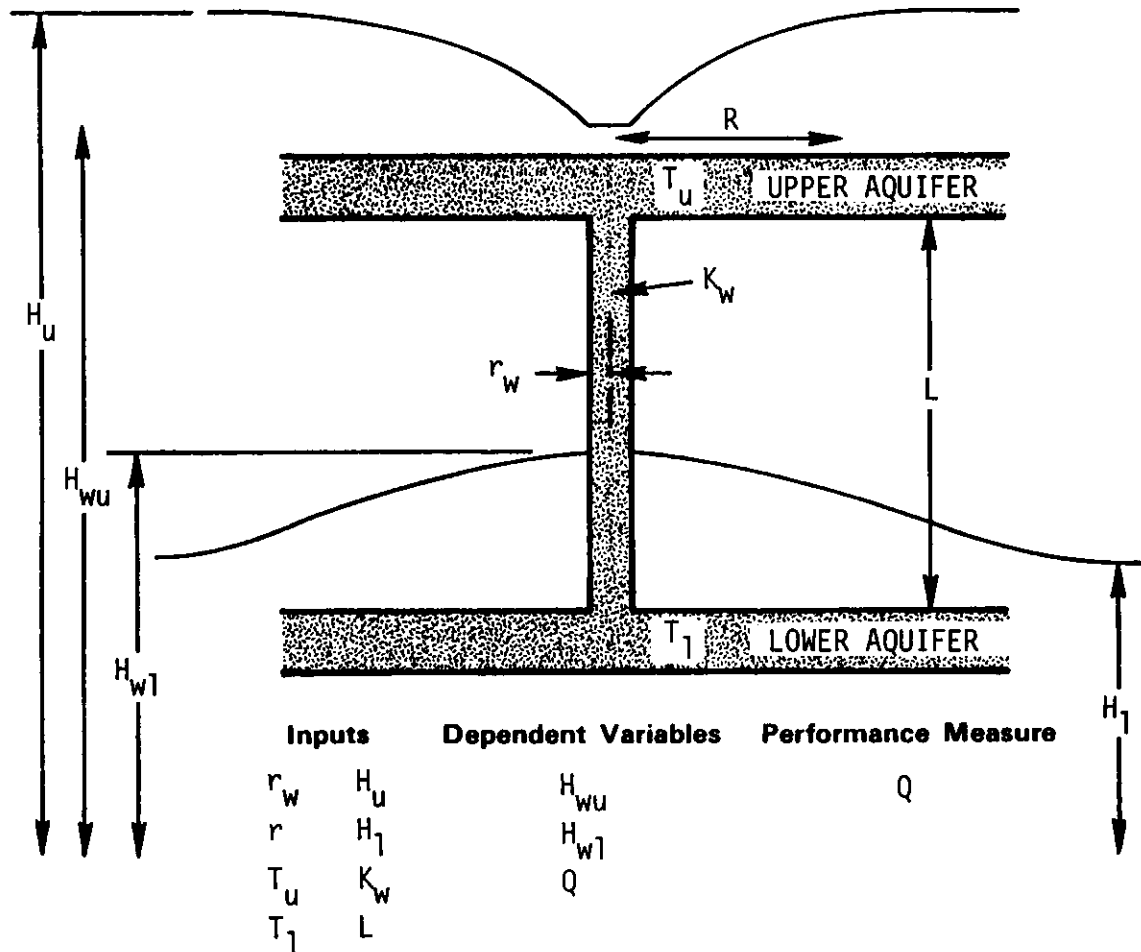 R
T_u UPPER AQUIFER
K_w
H_u
r_w
L
H_wu
T_l LOWER AQUIFER
H_wl
H_l
Inputs Dependent Variables Performance Measure
r_w H_u H_wu Q
r H_l H_wl
T_u K_w Q
T_l L